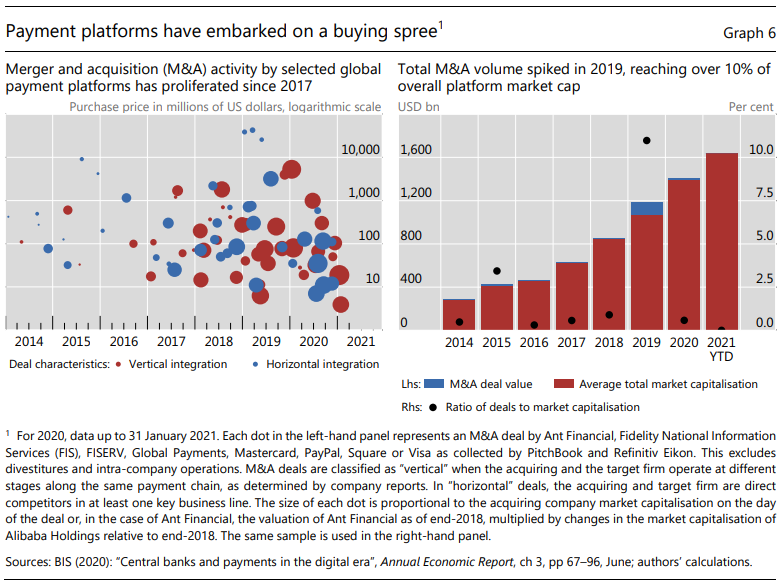 Payment platforms have embarked on a buying spree¹
Graph 6
Merger and acquisition (M&A) activity by selected global
payment platforms has proliferated since 2017
Purchase price in millions of US dollars, logarithmic scale
10,000
1,000
100
10
2014 2015 2016 2017 2018 2019 2020 2021
Deal characteristics: Vertical integration Horizontal integration
Total M&A volume spiked in 2019, reaching over 10% of
overall platform market cap
USD bn Per cent
1,600 10.0
1,200 7.5
800 5.0
400 2.5
0 0.0
2014 2015 2016 2017 2018 2019 2020 2021
YTD
Lhs: M&A deal value Average total market capitalisation
Rhs: Ratio of deals to market capitalisation
¹ For 2020, data up to 31 January 2021. Each dot in the left-hand panel represents an M&A deal by Ant Financial, Fidelity National Information
Services (FIS), FISERV, Global Payments, Mastercard, PayPal, Square or Visa as collected by PitchBook and Refinitiv Eikon. This excludes
divestitures and intra-company operations. M&A deals are classified as "vertical" when the acquiring and the target firm operate at different
stages along the same payment chain, as determined by company reports. In "horizontal" deals, the acquiring and target firm are direct
competitors in at least one key business line. The size of each dot is proportional to the acquiring company market capitalisation on the day
of the deal or, in the case of Ant Financial, the valuation of Ant Financial as of end-2018, multiplied by changes in the market capitalisation of
Alibaba Holdings relative to end-2018. The same sample is used in the right-hand panel.
Sources: BIS (2020): "Central banks and payments in the digital era", Annual Economic Report, ch 3, pp 67–96, June; authors' calculations.